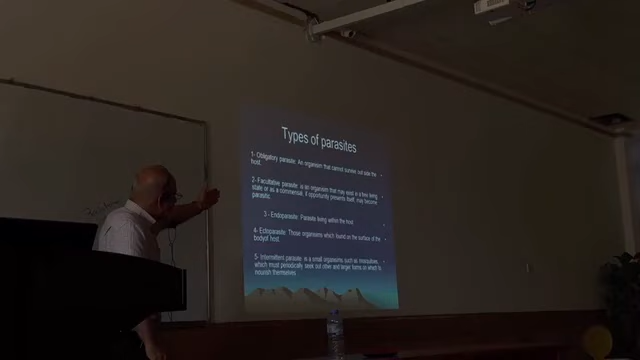 Types of parasites
1- Obligatory parasite: An organism that cannot survive out side the
host.
2- Facultative parasite: is an organism that may exist in a free living
state or as a commensal, if opportunity presents itself, may become
parasitic.
3 - Endoparasite: Parasite living within the host
4- Ectoparasite: Those organisms which found on the surface of the
bodyof host.
5- Intermittent parasite: is a small organisms such as mosquitoes,
which must periodically seek out other and larger forms on which to
nourish themselves